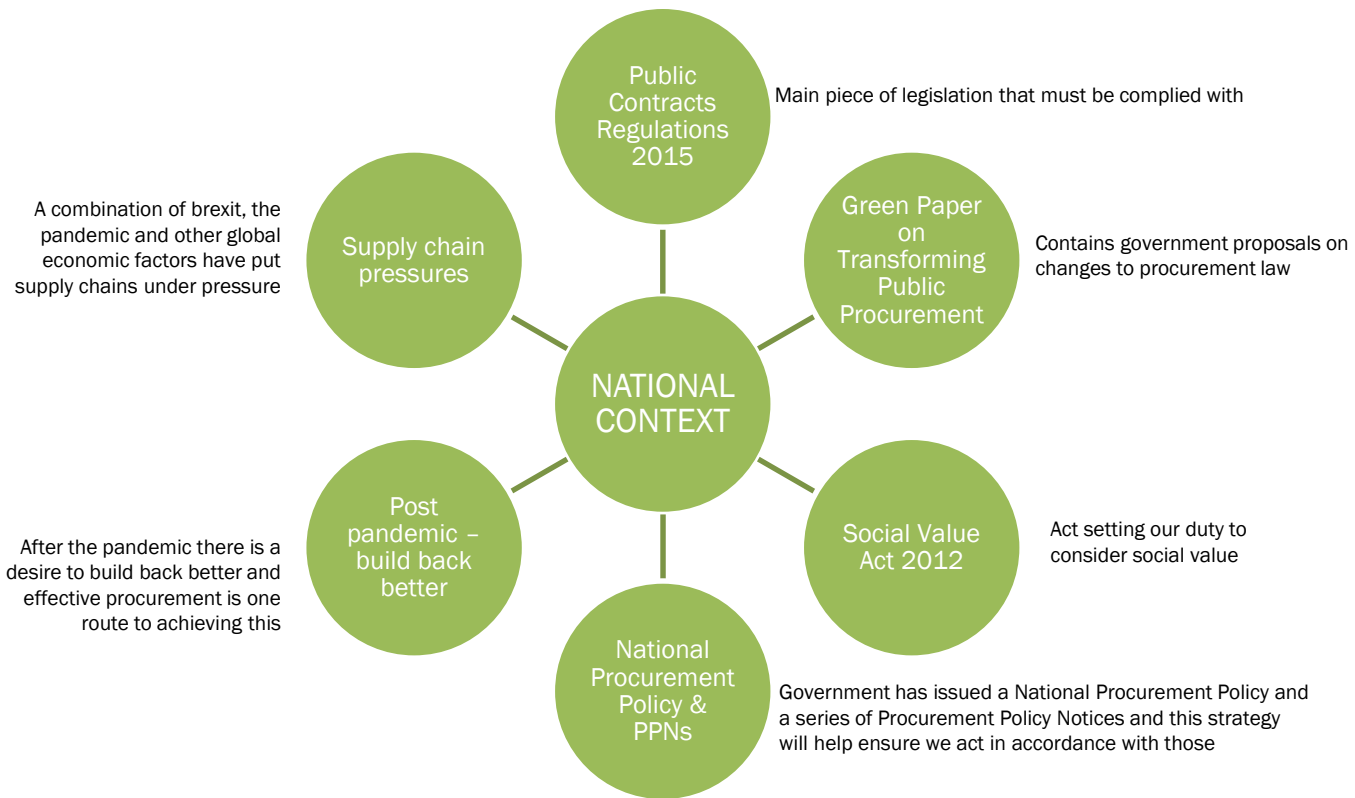 Public
Contracts
Regulations
2015
Main piece of legislation that must be complied with
Green Paper
on
Transforming
Public
Procurement
Contains government proposals on
changes to procurement law
Social Value
Act 2012
Act setting our duty to
consider social value
National
Procurement
Policy &
PPNs
Government has issued a National Procurement Policy and
a series of Procurement Policy Notices and this strategy
will help ensure we act in accordance with those
Post
pandemic –
build back
better
After the pandemic there is a
desire to build back better and
effective procurement is one
route to achieving this
Supply chain
pressures
A combination of brexit, the
pandemic and other global
economic factors have put
supply chains under pressure
NATIONAL
CONTEXT